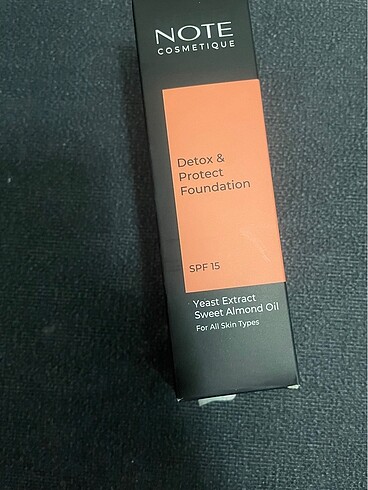 NOTE
COSMETIQUE
Detox &
Protect
Foundation
SPF 15
Yeast Extract
Sweet Almond Oil
For All Skin Types